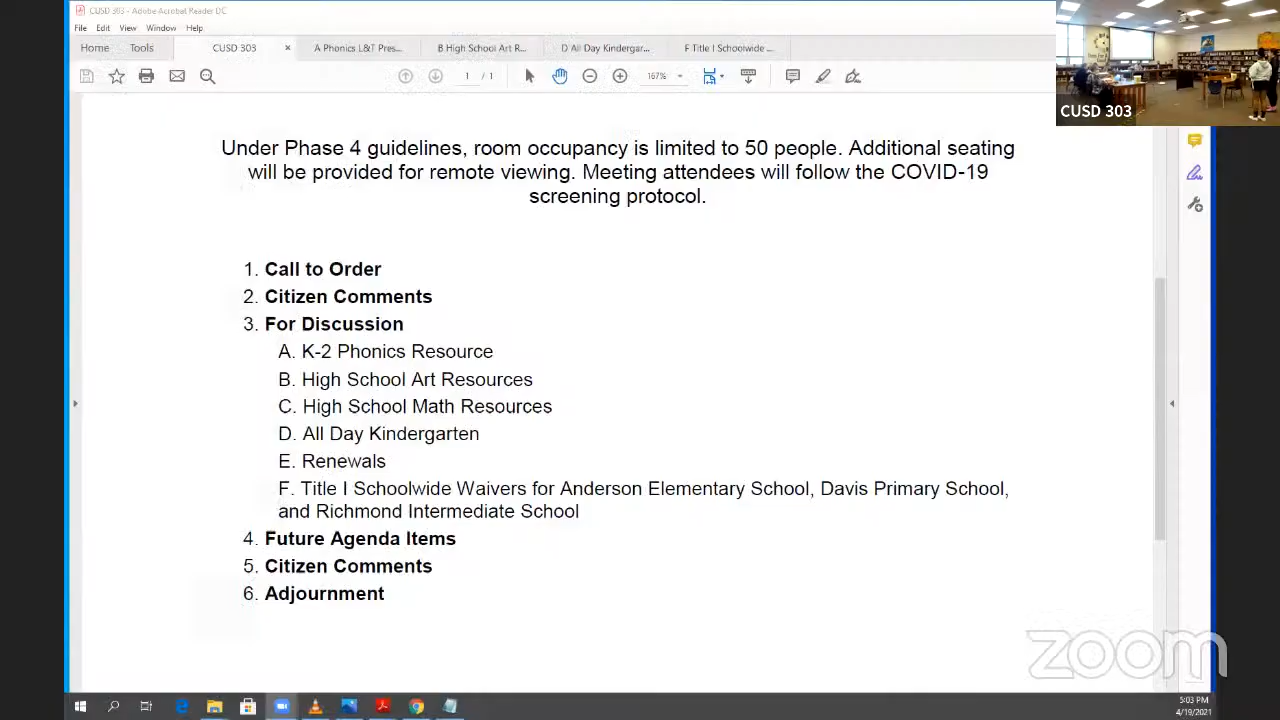 CUSD 303 - Adobe Acrobat Reader DC
File Edit View Window Help
Home Tools CUSD 303 × A Phonics L&T Pres... B High School Art R... D All Day Kindergar... F Title I Schoolwide ...
167%
CUSD 303
Under Phase 4 guidelines, room occupancy is limited to 50 people. Additional seating
will be provided for remote viewing. Meeting attendees will follow the COVID-19
screening protocol.
1. Call to Order
2. Citizen Comments
3. For Discussion
A. K-2 Phonics Resource
B. High School Art Resources
C. High School Math Resources
D. All Day Kindergarten
E. Renewals
F. Title I Schoolwide Waivers for Anderson Elementary School, Davis Primary School,
and Richmond Intermediate School
4. Future Agenda Items
5. Citizen Comments
6. Adjournment
zoom
5:03 PM
4/19/2021